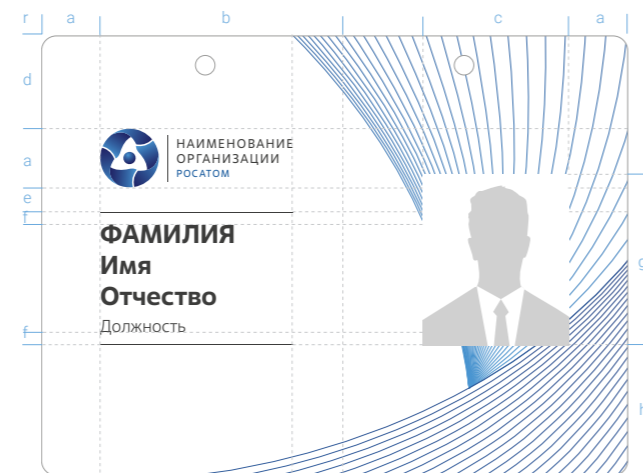 r a b c a
d
a
e
f
f
g
h
НАИМЕНОВАНИЕ
ОРГАНИЗАЦИИ
РОСАТОМ
ФАМИЛИЯ
Имя
Отчество
Должность